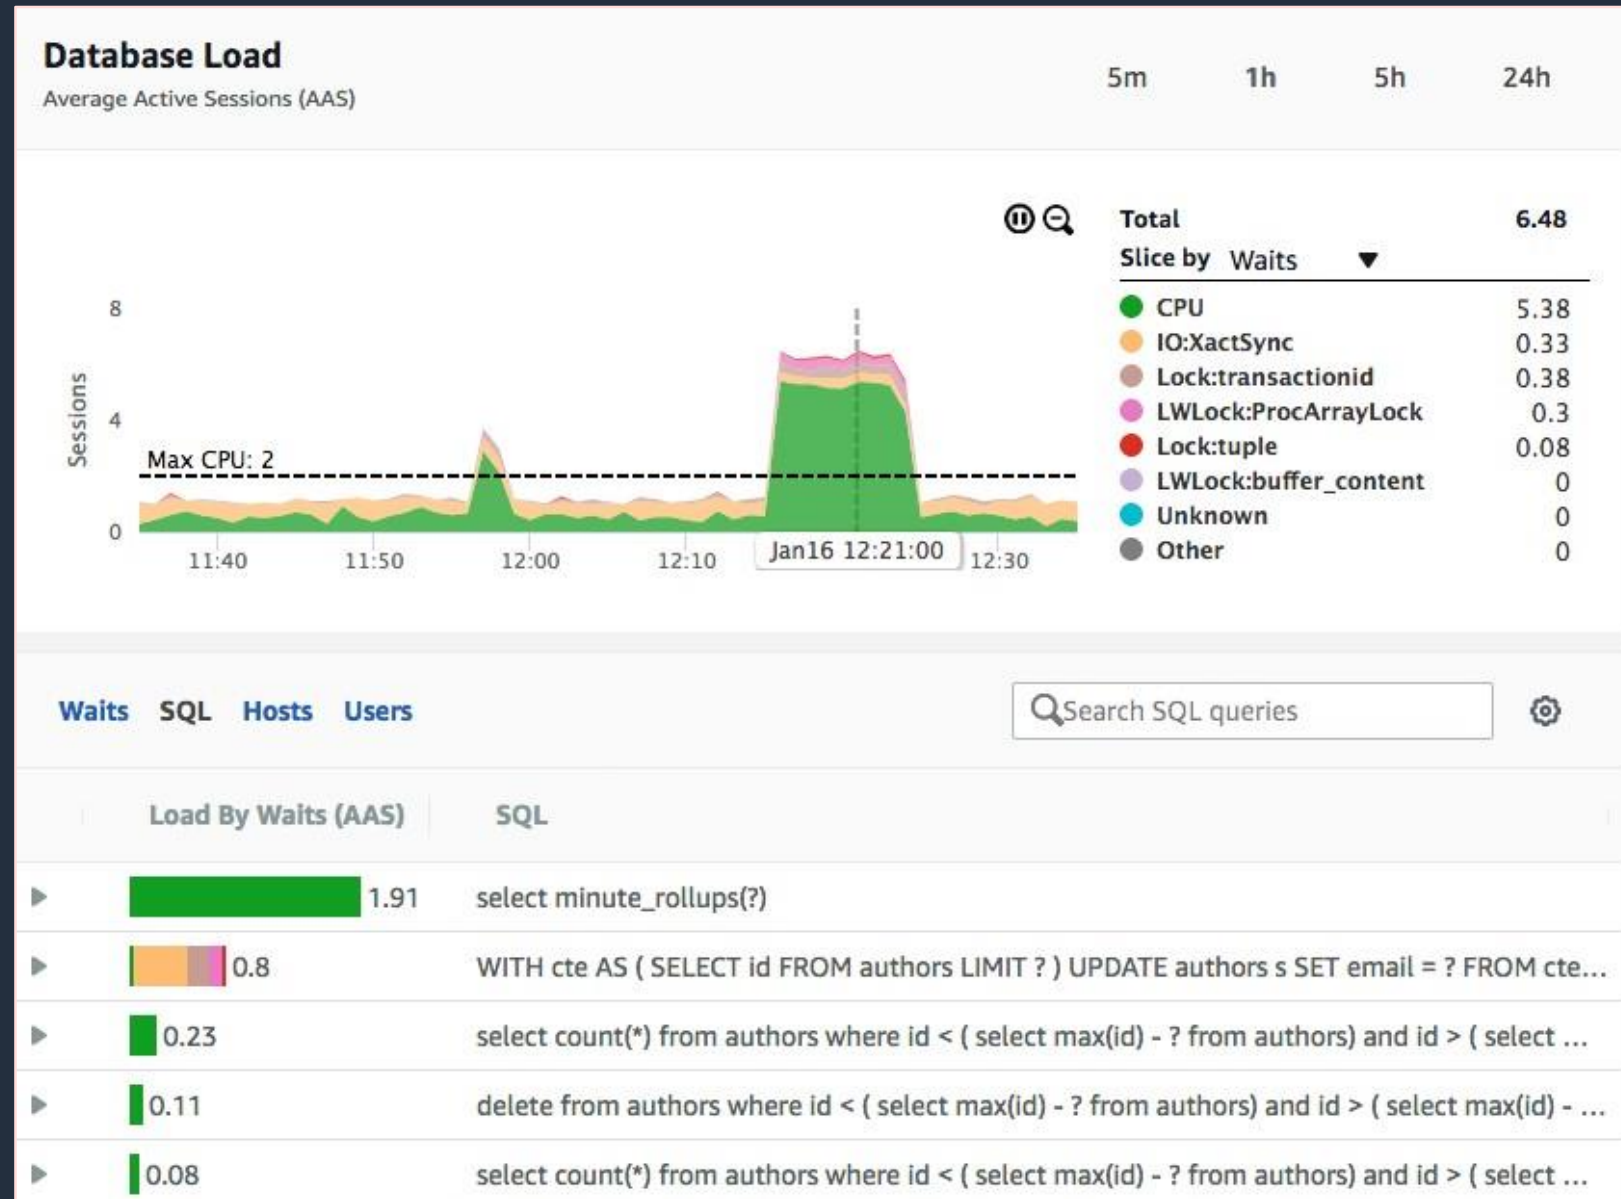 Database Load
Average Active Sessions (AAS)
5m 1h 5h 24h
Total 6.48
Slice by Waits
CPU 5.38
IO:XactSync 0.33
Lock:transactionid 0.38
LWLock:ProcArrayLock 0.3
Lock:tuple 0.08
LWLock:buffer_content 0
Unknown 0
Other 0
Sessions
8
4
0
Max CPU: 2
11:40 11:50 12:00 12:10 Jan16 12:21:00 12:30
Waits SQL Hosts Users
Search SQL queries
Load By Waits (AAS) SQL
1.91 select minute_rollups(?)
0.8 WITH cte AS ( SELECT id FROM authors LIMIT ? ) UPDATE authors s SET email = ? FROM cte...
0.23 select count(*) from authors where id < ( select max(id) - ? from authors) and id > ( select ...
0.11 delete from authors where id < ( select max(id) - ? from authors) and id > ( select max(id) - ...
0.08 select count(*) from authors where id < ( select max(id) - ? from authors) and id > ( select ...